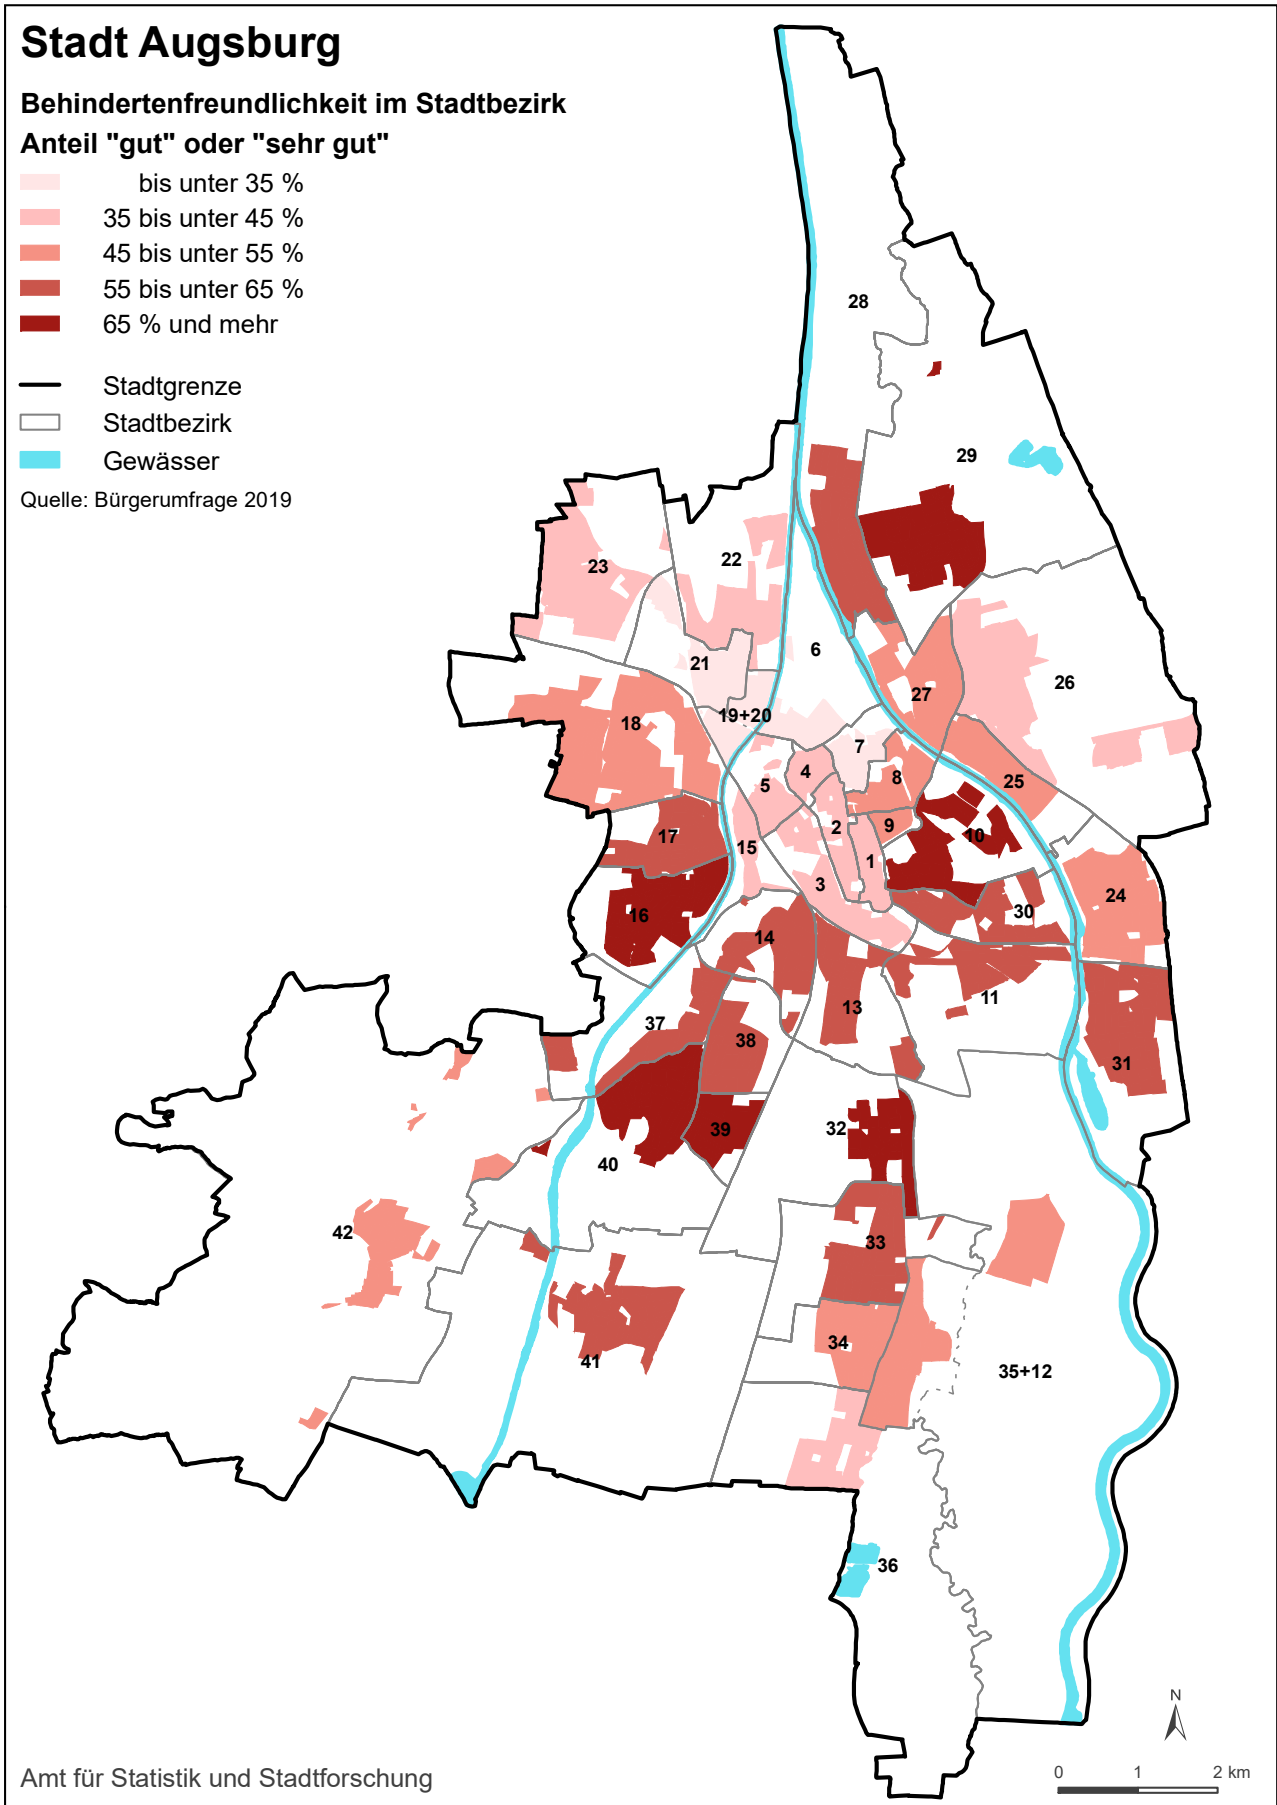 Stadt Augsburg
Behindertenfreundlichkeit im Stadtbezirk
Anteil "gut" oder "sehr gut"
bis unter 35 %
35 bis unter 45 %
45 bis unter 55 %
55 bis unter 65 %
65 % und mehr
Stadtgrenze
Stadtbezirk
Gewässer
Quelle: Bürgerumfrage 2019
28
29
23
22
6
21
26
27
18
19+20
7
4
8
25
5
2
9
17
15
10
1
3
24
16
30
14
11
13
37
38
31
39
32
40
42
33
34
41
35+12
36
N
0 1 2 km
Amt für Statistik und Stadtforschung